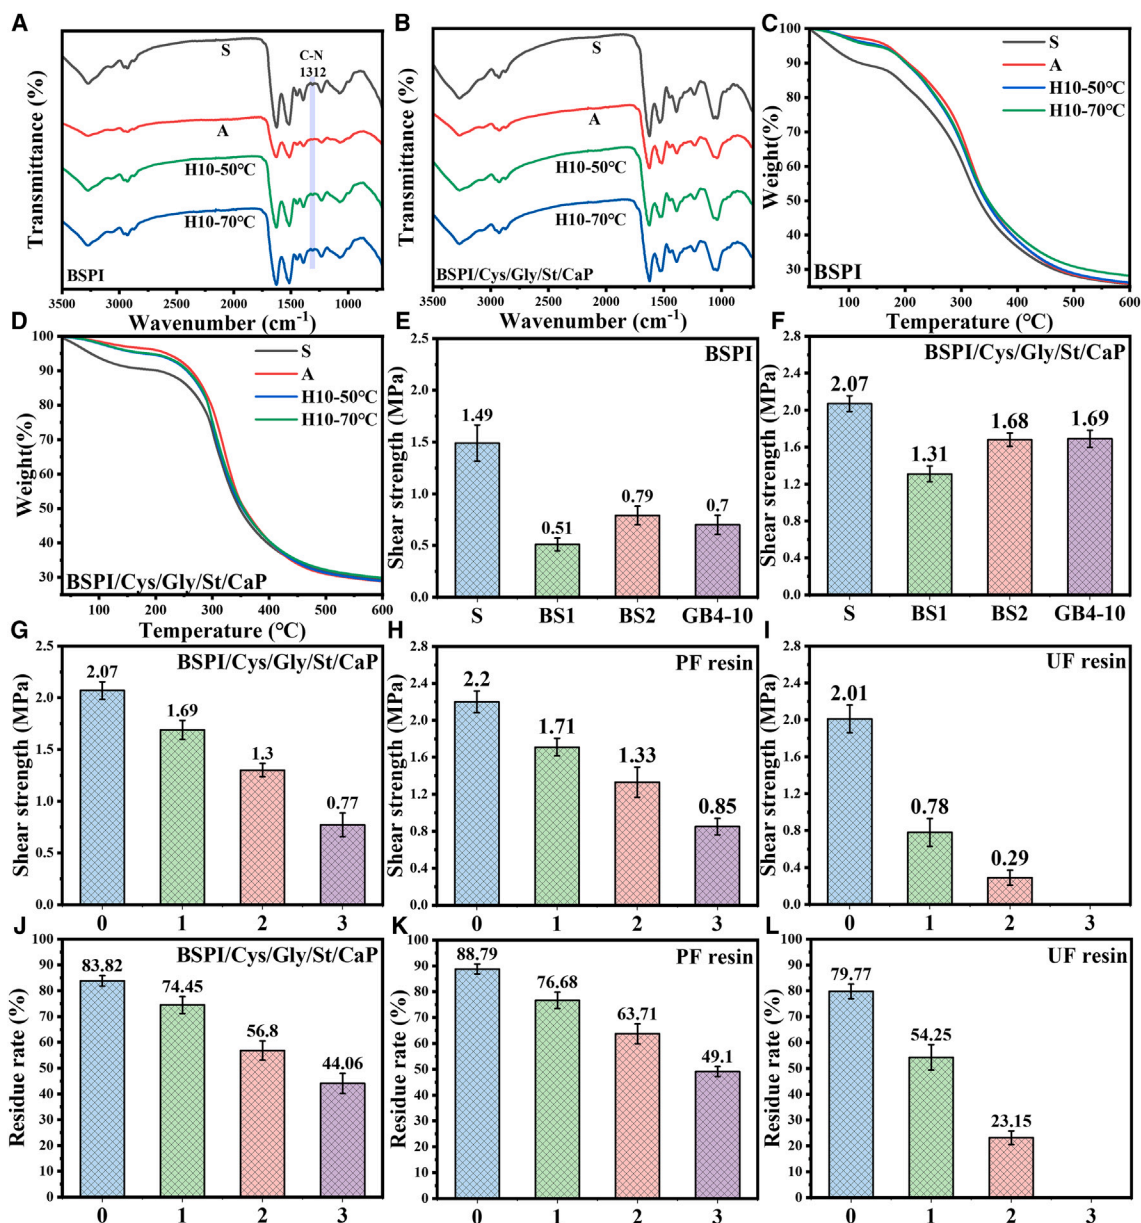 A
Transmittance (%)
S
C-N
1312
A
H10-50°C
H10-70°C
BSPI
3500 3000 2500 2000 1500 1000
Wavenumber (cm-1)
B
Transmittance (%)
S
A
H10-50°C
H10-70°C
BSPI/Cys/Gly/St/CaP
3500 3000 2500 2000 1500 1000
Wavenumber (cm-1)
C
Weight(%)
100
90
80
70
60
50
40
30
S
A
H10-50°C
H10-70°C
BSPI
100 200 300 400 500 600
Temperature (°C)
D
Weight(%)
100
90
80
70
60
50
40
30
S
A
H10-50°C
H10-70°C
BSPI/Cys/Gly/St/CaP
100 200 300 400 500 600
Temperature (°C)
E
Shear strength (MPa)
BSPI
2.5
2.0
1.5
1.0
0.5
0.0
1.49
0.51
0.79
0.7
S BS1 BS2 GB4-10
F
Shear strength (MPa)
BSPI/Cys/Gly/St/CaP
2.8
2.4
2.0
1.6
1.2
0.8
0.4
0.0
2.07
1.31
1.68
1.69
S BS1 BS2 GB4-10
G
Shear strength (MPa)
BSPI/Cys/Gly/St/CaP
2.5
2.0
1.5
1.0
0.5
0.0
2.07
1.69
1.3
0.77
0 1 2 3
H
Shear strength (MPa)
PF resin
2.8
2.4
2.0
1.6
1.2
0.8
0.4
0.0
2.2
1.71
1.33
0.85
0 1 2 3
I
Shear strength (MPa)
UF resin
2.8
2.4
2.0
1.6
1.2
0.8
0.4
0.0
2.01
0.78
0.29
0 1 2 3
J
Residue rate (%)
BSPI/Cys/Gly/St/CaP
100
90
80
70
60
50
40
30
20
10
0
83.82
74.45
56.8
44.06
0 1 2 3
K
Residue rate (%)
PF resin
100
90
80
70
60
50
40
30
20
10
0
88.79
76.68
63.71
49.1
0 1 2 3
L
Residue rate (%)
UF resin
100
90
80
70
60
50
40
30
20
10
0
79.77
54.25
23.15
0 1 2 3